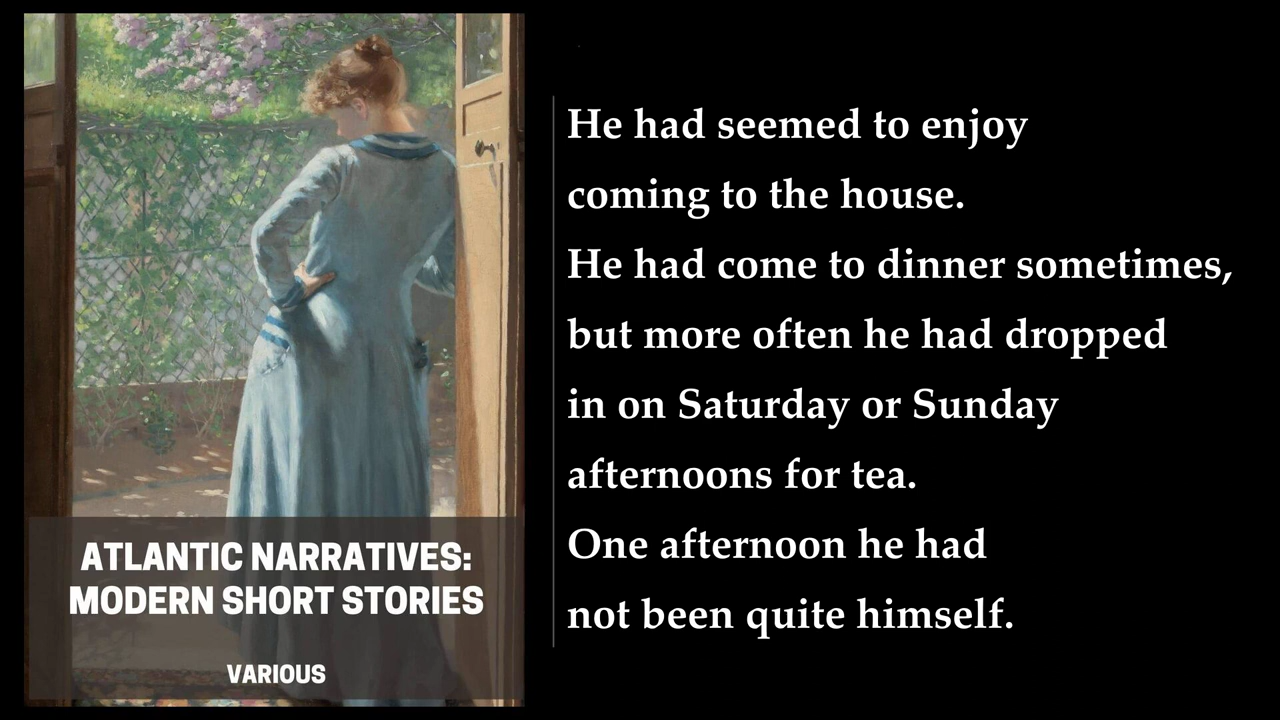 ATLANTIC NARRATIVES:
MODERN SHORT STORIES
VARIOUS
He had seemed to enjoy
coming to the house.
He had come to dinner sometimes,
but more often he had dropped
in on Saturday or Sunday
afternoons for tea.
One afternoon he had
not been quite himself.